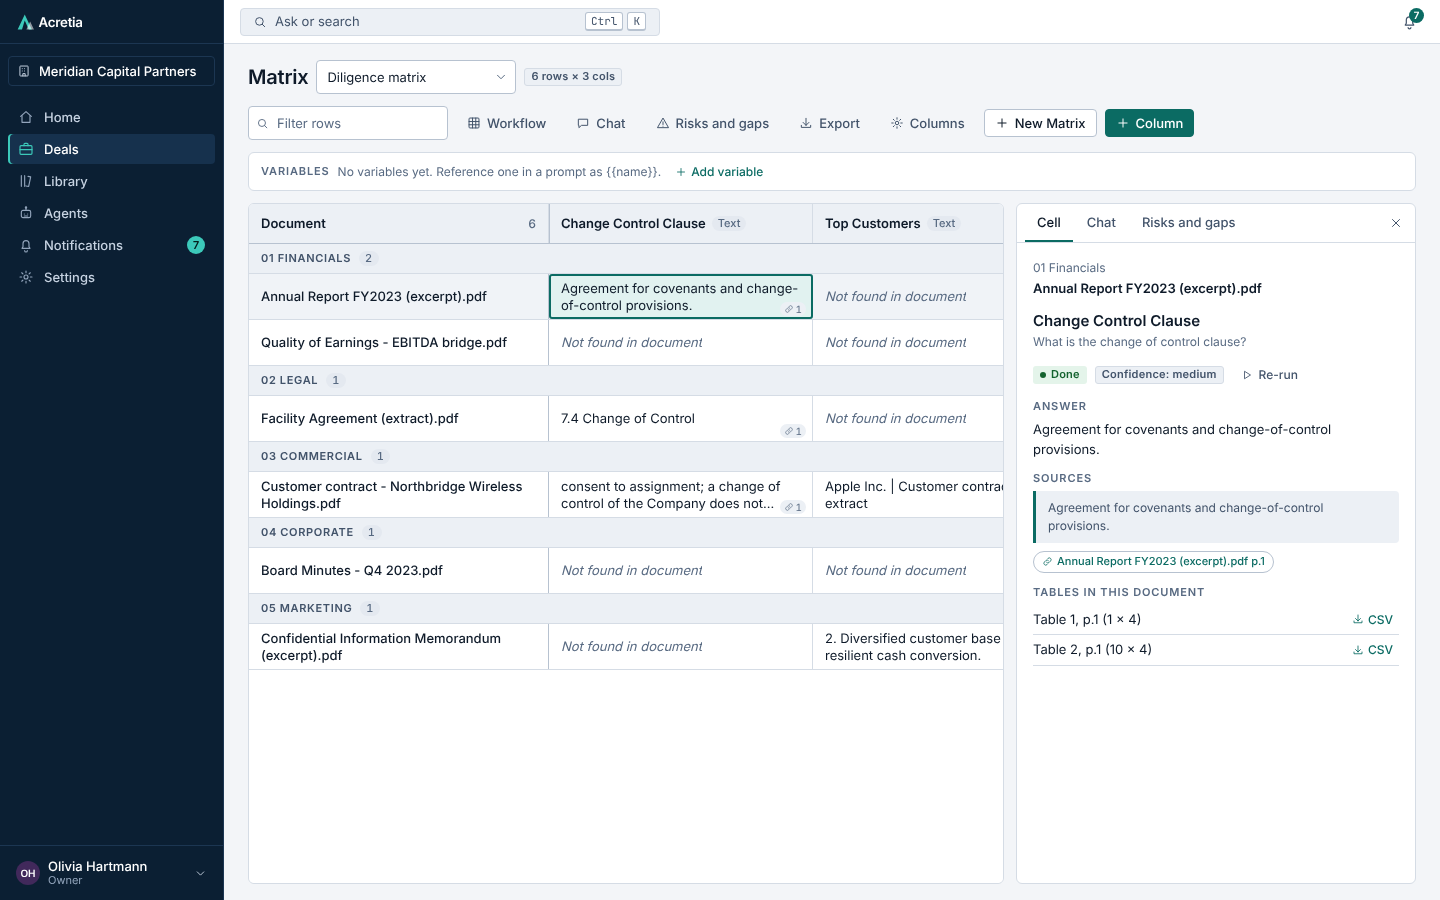 Acretia
Ask or search
Ctrl K
7
Meridian Capital Partners
Home
Deals
Library
Agents
Notifications 7
Settings
Olivia Hartmann
OH
Owner
Matrix
Diligence matrix
6 rows × 3 cols
Filter rows
Workflow
Chat
Risks and gaps
Export
Columns
New Matrix
Column
VARIABLES No variables yet. Reference one in a prompt as {{name}}. Add variable
Document 6
Change Control Clause Text
Top Customers Text
01 FINANCIALS 2
Annual Report FY2023 (excerpt).pdf
Agreement for covenants and change-
of-control provisions.
1
Not found in document
Quality of Earnings - EBITDA bridge.pdf
Not found in document
Not found in document
02 LEGAL 1
Facility Agreement (extract).pdf
7.4 Change of Control
1
Not found in document
03 COMMERCIAL 1
Customer contract - Northbridge Wireless
Holdings.pdf
consent to assignment; a change of
control of the Company does not...
1
Apple Inc. | Customer contrac
extract
04 CORPORATE 1
Board Minutes - Q4 2023.pdf
Not found in document
Not found in document
05 MARKETING 1
Confidential Information Memorandum
(excerpt).pdf
Not found in document
2. Diversified customer base
resilient cash conversion.
Cell
Chat
Risks and gaps
01 Financials
Annual Report FY2023 (excerpt).pdf
Change Control Clause
What is the change of control clause?
Done
Confidence: medium
Re-run
ANSWER
Agreement for covenants and change-of-control
provisions.
SOURCES
Agreement for covenants and change-of-control
provisions.
Annual Report FY2023 (excerpt).pdf p.1
TABLES IN THIS DOCUMENT
Table 1, p.1 (1 × 4) CSV
Table 2, p.1 (10 × 4) CSV